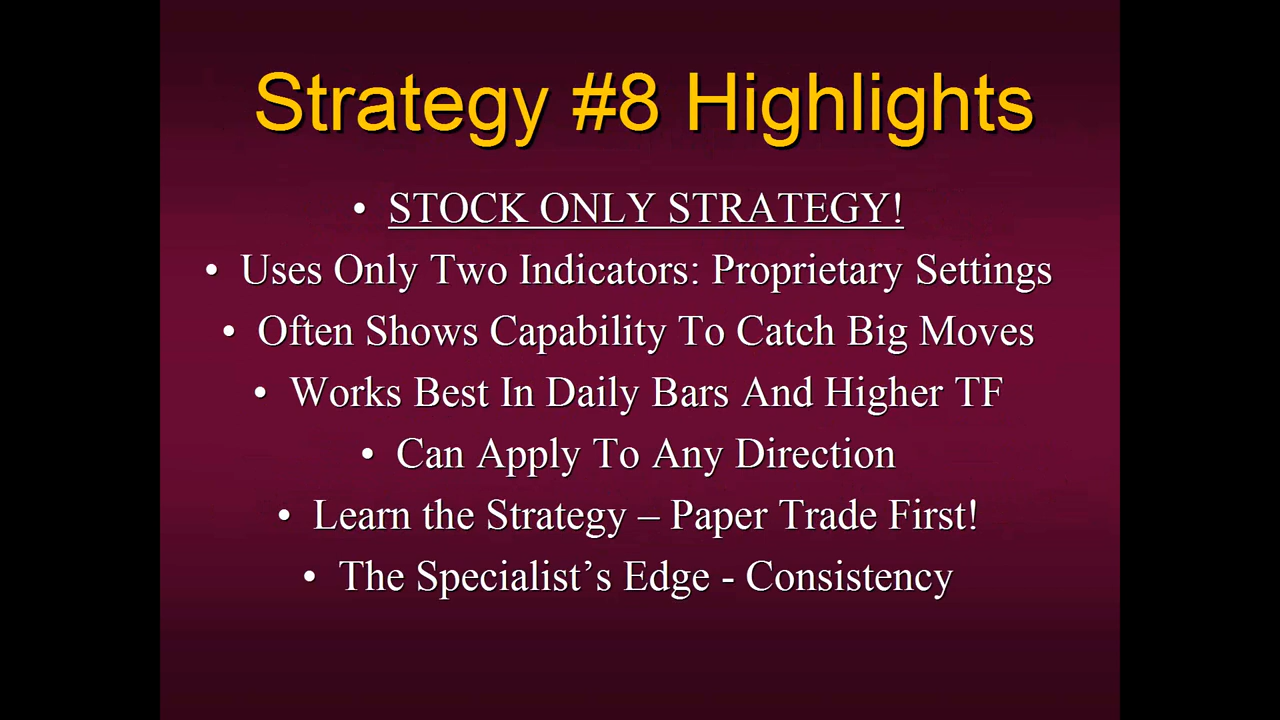 Strategy #8 Highlights
• STOCK ONLY STRATEGY!
• Uses Only Two Indicators: Proprietary Settings
• Often Shows Capability To Catch Big Moves
• Works Best In Daily Bars And Higher TF
• Can Apply To Any Direction
• Learn the Strategy – Paper Trade First!
• The Specialist’s Edge - Consistency